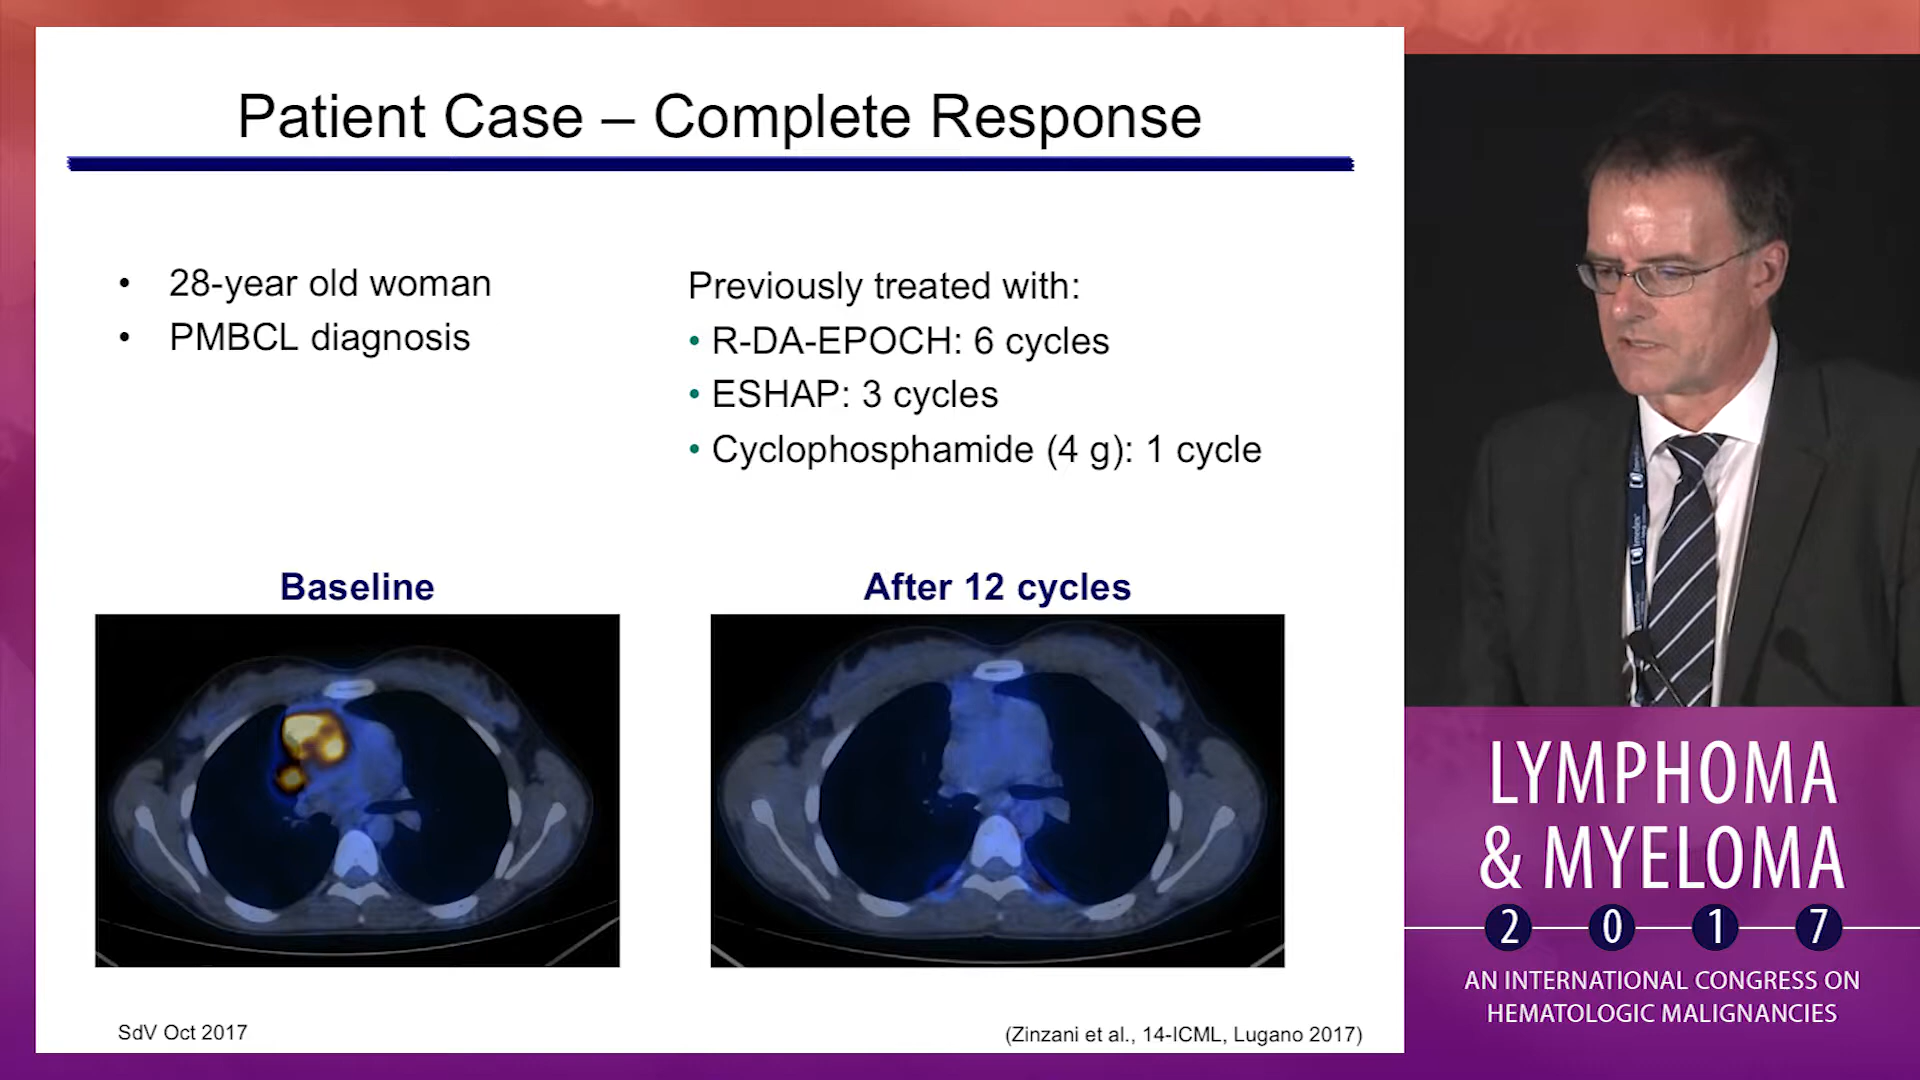 Patient Case – Complete Response
• 28-year old woman
• PMBCL diagnosis
Previously treated with:
• R-DA-EPOCH: 6 cycles
• ESHAP: 3 cycles
• Cyclophosphamide (4 g): 1 cycle
Baseline
After 12 cycles
SdV Oct 2017
(Zinzani et al., 14-ICML, Lugano 2017)
LYMPHOMA
& MYELOMA
2 0 1 7
AN INTERNATIONAL CONGRESS ON
HEMATOLOGIC MALIGNANCIES